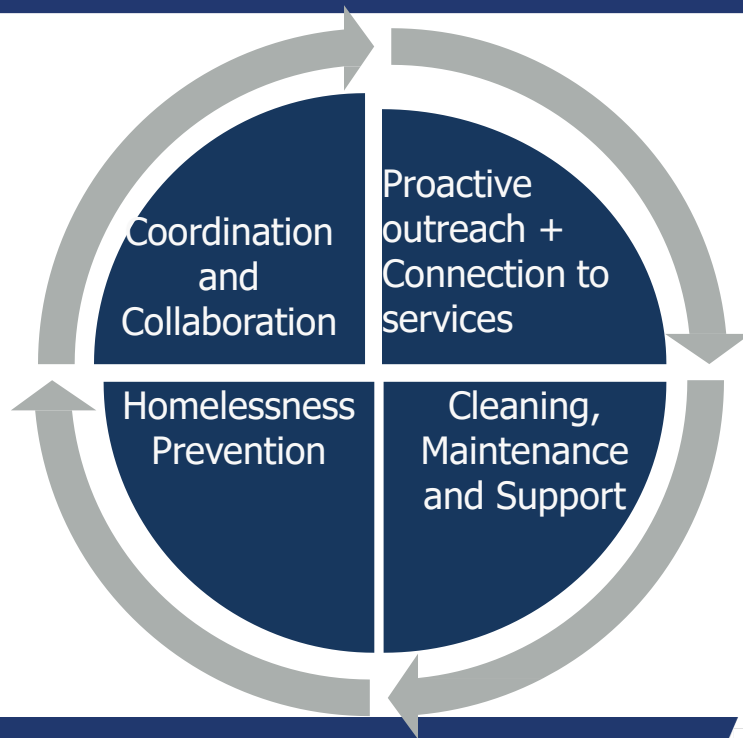 Coordination
and
Collaboration
Proactive
outreach +
Connection to
services
Homelessness
Prevention
Cleaning,
Maintenance
and Support